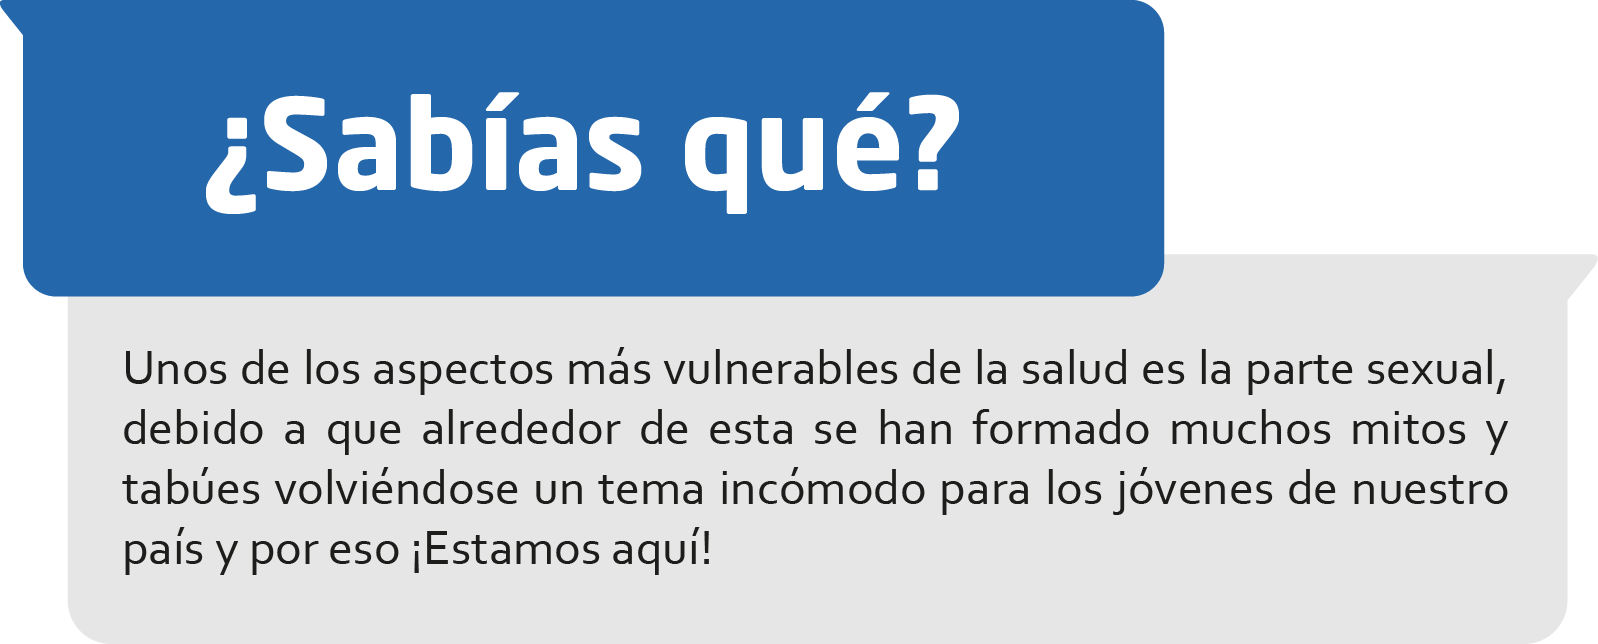 ¿Sabías qué?
Unos de los aspectos más vulnerables de la salud es la parte sexual,
debido a que alrededor de esta se han formado muchos mitos y
tabúes volviéndose un tema incómodo para los jóvenes de nuestro
país y por eso ¡Estamos aquí!